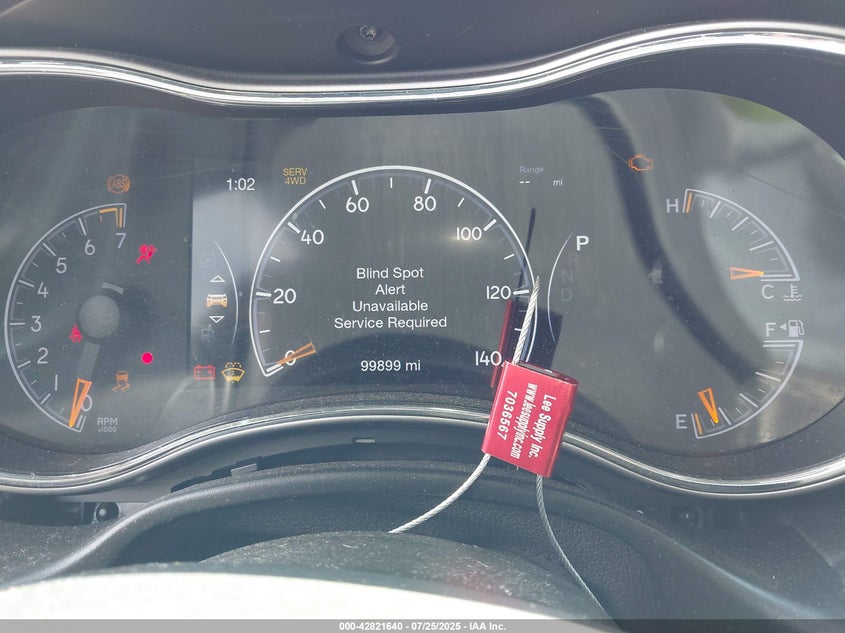 ABS
1:02
SERV
4WD
Range
-- mi
0
1
2
3
4
5
6
7
RPM
x1000
0
20
40
60
80
100
120
140
Blind Spot
Alert
Unavailable
Service Required
99899 mi
P
R
N
D
H
C
F
E
Lee Supply Inc.
www.leesupplyinc.com
7036567
000-42821640 - 07/25/2025 - IAA Inc.